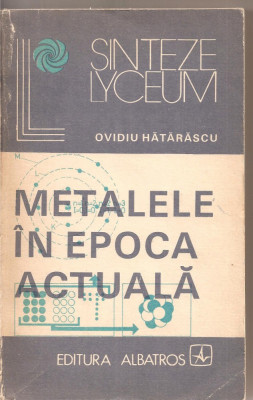 SINTEZE
LYCEUM
OVIDIU HĂTĂRĂSCU
METALELE
ÎN EPOCA
ACTUALĂ
EDITURA ALBATROS